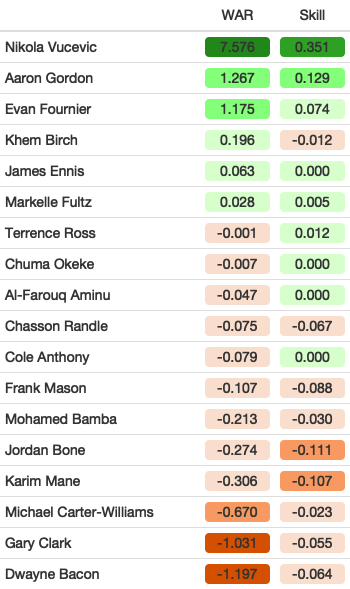 WAR Skill
Nikola Vucevic 7.576 0.351
Aaron Gordon 1.267 0.129
Evan Fournier 1.175 0.074
Khem Birch 0.196 -0.012
James Ennis 0.063 0.000
Markelle Fultz 0.028 0.005
Terrence Ross -0.001 0.012
Chuma Okeke -0.007 0.000
Al-Farouq Aminu -0.047 0.000
Chasson Randle -0.075 -0.067
Cole Anthony -0.079 0.000
Frank Mason -0.107 -0.088
Mohamed Bamba -0.213 -0.030
Jordan Bone -0.274 -0.111
Karim Mane -0.306 -0.107
Michael Carter-Williams -0.670 -0.023
Gary Clark -1.031 -0.055
Dwayne Bacon -1.197 -0.064